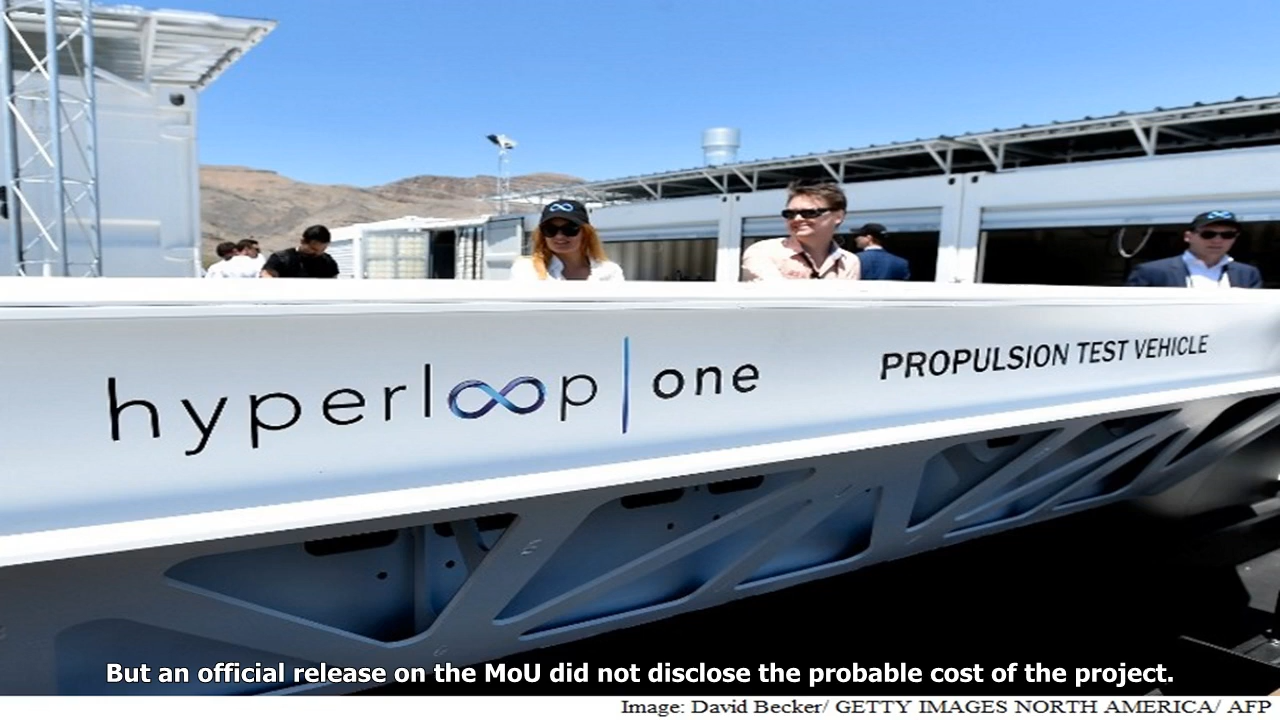 hyperloop | one
PROPULSION TEST VEHICLE
But an official release on the MoU did not disclose the probable cost of the project.
Image: David Becker/ GETTY IMAGES NORTH AMERICA/ AFP